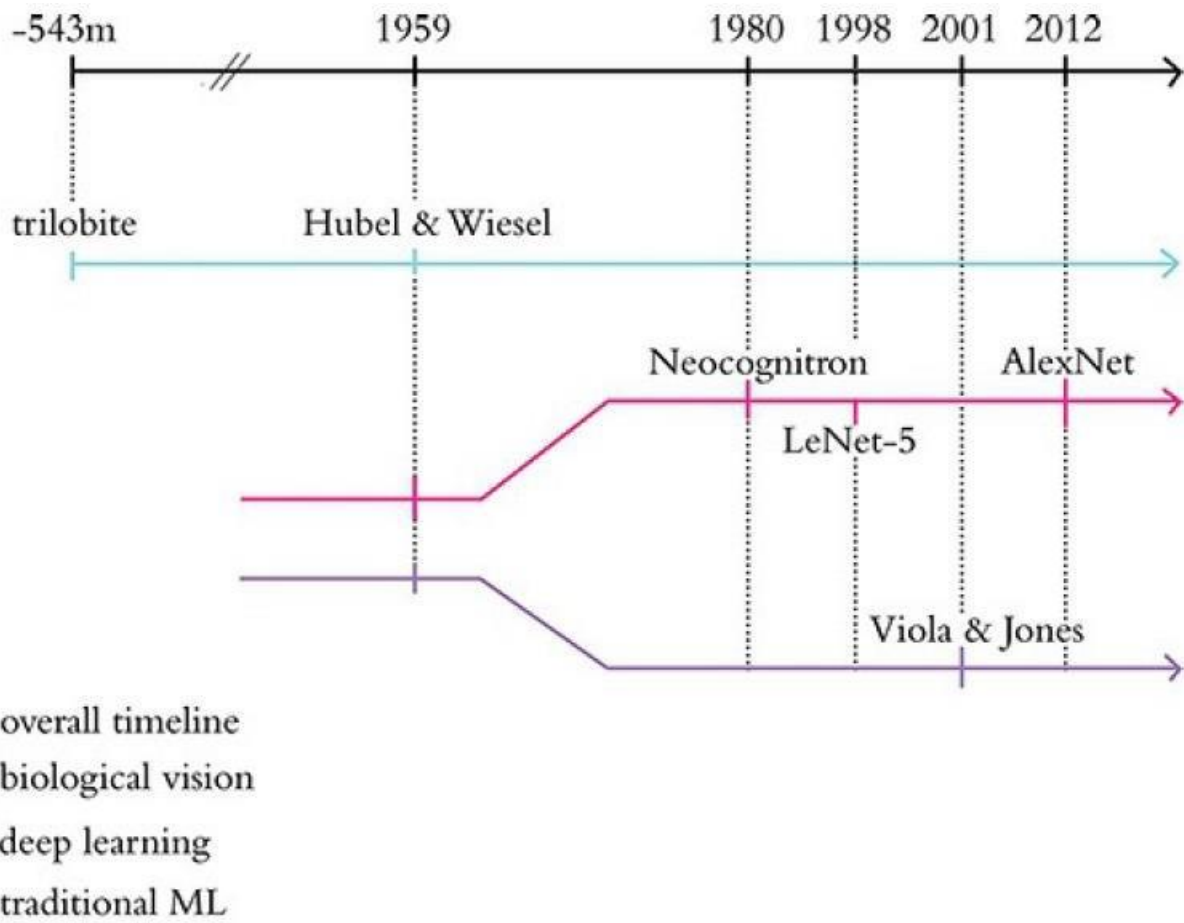 -543m 1959 1980 1998 2001 2012
trilobite Hubel & Wiesel
Neocognitron AlexNet
LeNet-5
Viola & Jones
overall timeline
biological vision
deep learning
traditional ML